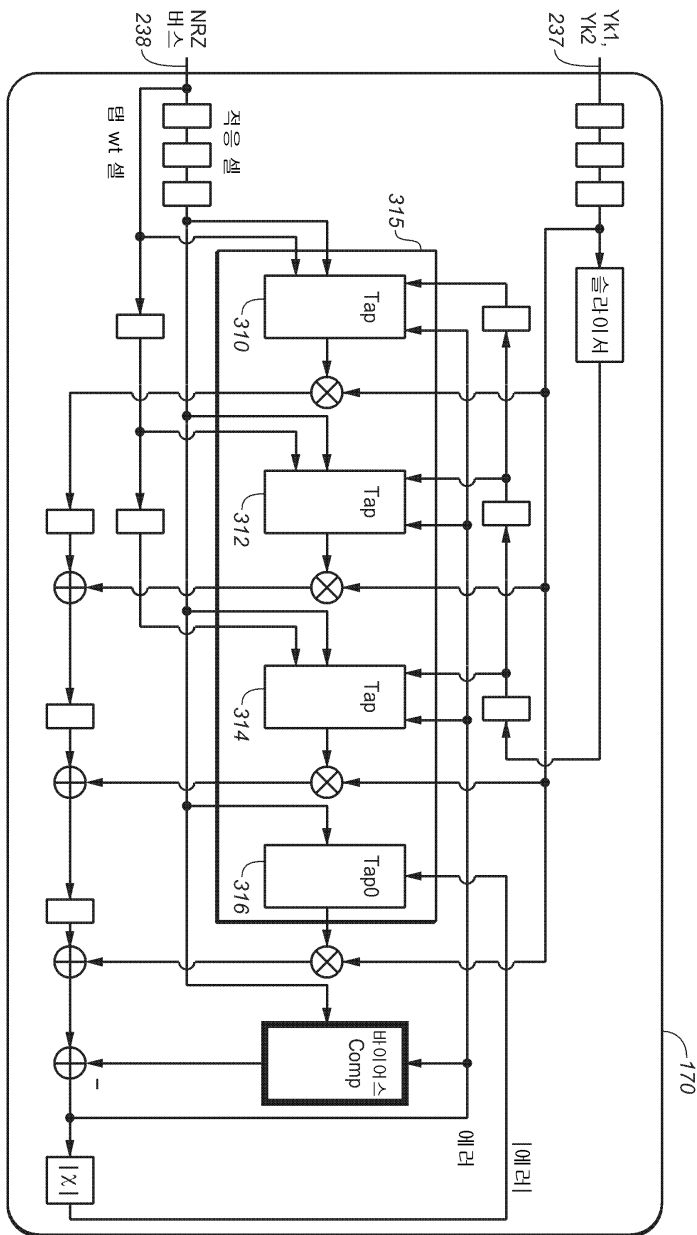 Yk1,
Yk2
237
NRZ
버스
238
적응 셀
탭 wt 셀
슬라이서
315
Tap
310
Tap
312
Tap
314
Tap0
316
바이어스
Comp
에러
|에러|
−
|χ|
170